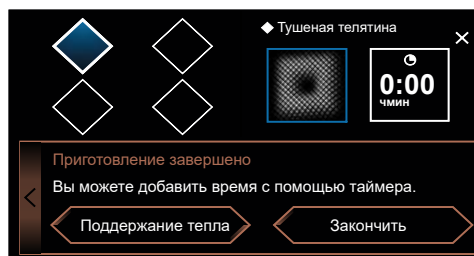 Тушеная телятина
0:00
чмин
Приготовление завершено
Вы можете добавить время с помощью таймера.
Поддержание тепла
Закончить